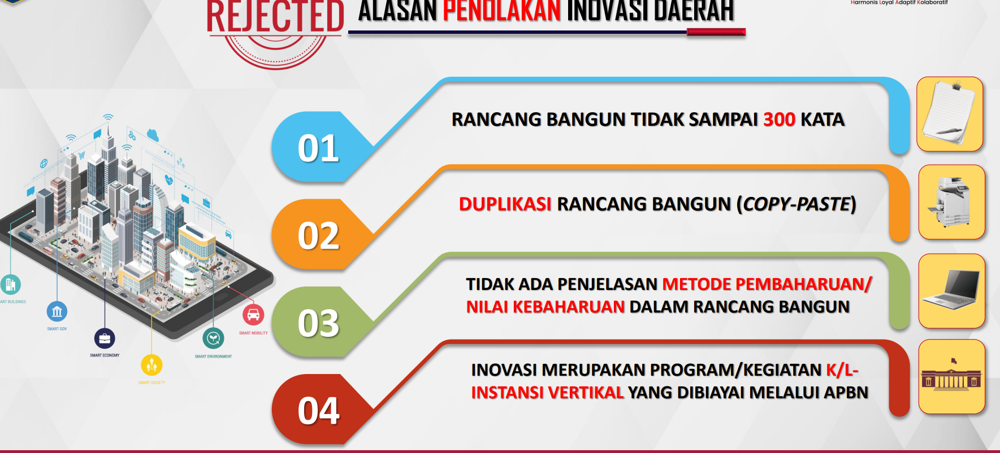 Harmonis Loyal Adaptif Kolaboratif
REJECTED
ALASAN PENOLAKAN INOVASI DAERAH
01
RANCANG BANGUN TIDAK SAMPAI 300 KATA
02
DUPLIKASI RANCANG BANGUN (COPY-PASTE)
03
TIDAK ADA PENJELASAN METODE PEMBAHARUAN/
NILAI KEBAHARUAN DALAM RANCANG BANGUN
04
INOVASI MERUPAKAN PROGRAM/KEGIATAN K/L-
INSTANSI VERTIKAL YANG DIBIAYAI MELALUI APBN
ART BUILDINGS
SMART GOV
SMART ECONOMY
SMART SOCIETY
SMART ENVIRONMENT
SMART MOBILITY